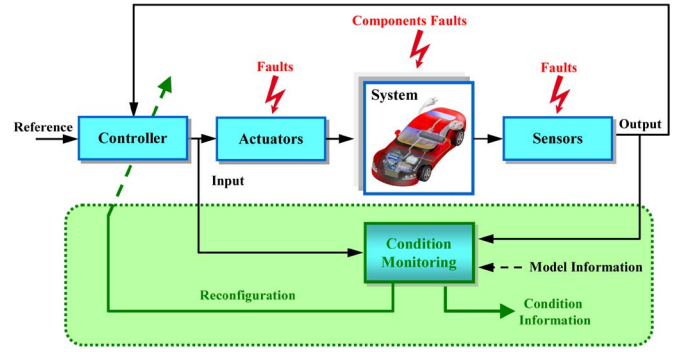 Components Faults
Faults
Faults
System
Output
Reference
Controller
Actuators
Sensors
Input
Condition
Monitoring
Model Information
Reconfiguration
Condition
Information